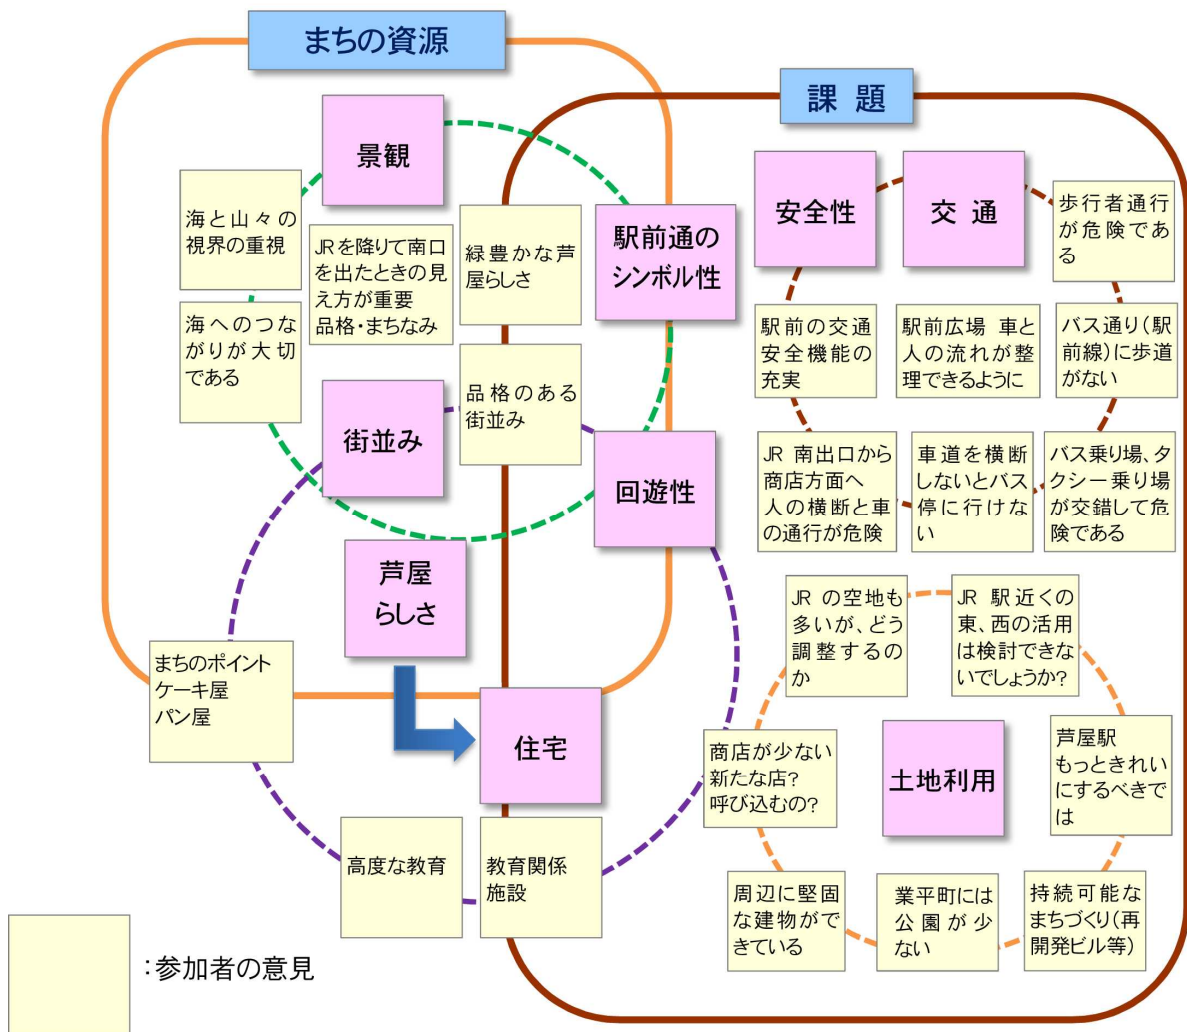 まちの資源
課 題
景観
海と山々の
視界の重視
JRを降りて南口
を出たときの見
え方が重要
品格・まちなみ
緑豊かな芦
屋らしさ
駅前通の
シンボル性
海へのつな
がりが大切
である
街並み
品格のある
街並み
回遊性
芦屋
らしさ
まちのポイント
ケーキ屋
パン屋
住宅
高度な教育
教育関係
施設
安全性
交 通
歩行者通行
が危険であ
る
駅前の交通
安全機能の
充実
駅前広場 車と
人の流れが整
理できるように
バス通り(駅
前線)に歩道
がない
JR 南出口から
商店方面へ
人の横断と車
の通行が危険
車道を横断
しないとバス
停に行けな
い
バス乗り場、タ
クシー乗り場
が交錯して危
険である
JR の空地も
多いが、どう
調整するの
か
JR 駅近くの
東、西の活用
は検討できな
いでしょうか?
商店が少ない
新たな店?
呼び込むの?
土地利用
芦屋駅
もっときれい
にするべきで
は
周辺に堅固
な建物がで
きている
業平町には
公園が少
ない
持続可能な
まちづくり(再
開発ビル等)
:参加者の意見